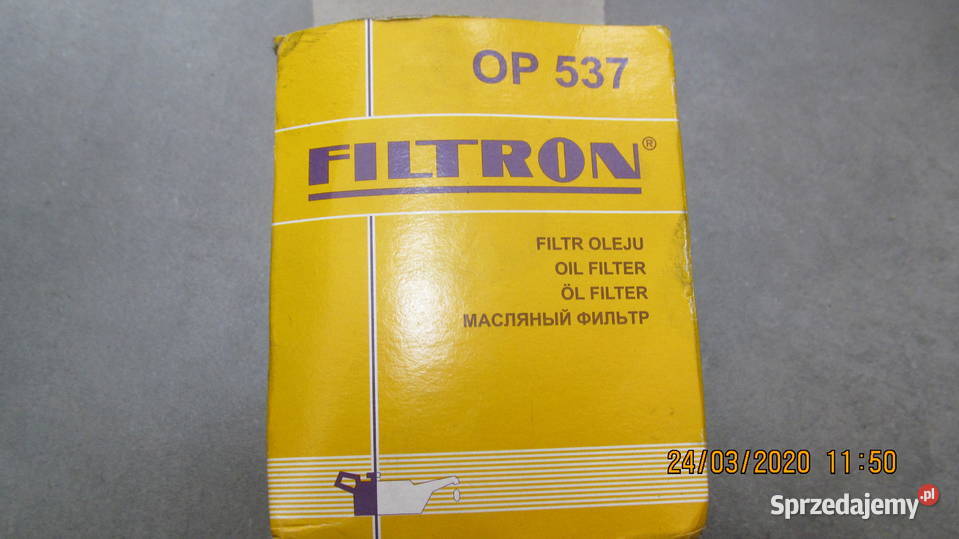 OP 537
FILTRON®
FILTR OLEJU
OIL FILTER
ÖL FILTER
МАСЛЯНЫЙ ФИЛЬТР
24/03/2020 11:50
Sprzedajemy.pl